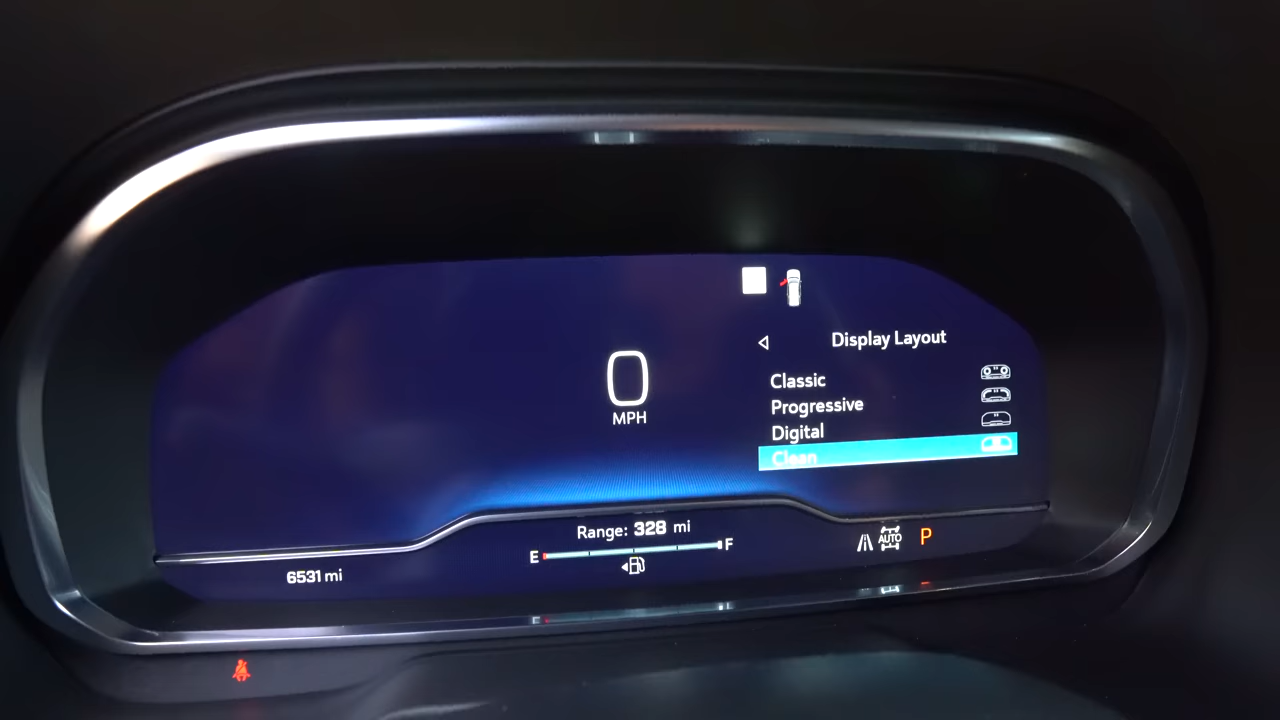 Display Layout
0
MPH
Classic
Progressive
Digital
Clean
Range: 328 mi
E
F
AUTO
P
6531 mi